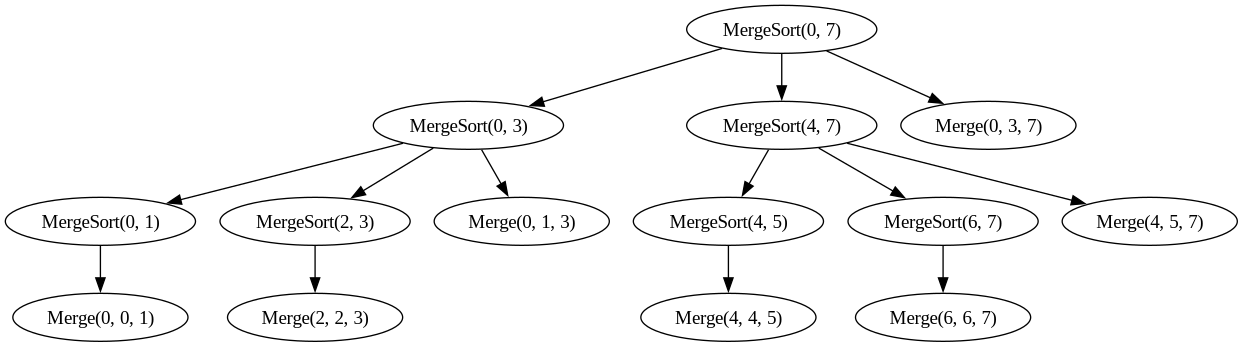 MergeSort(0, 7)
MergeSort(0, 3)
MergeSort(4, 7)
Merge(0, 3, 7)
MergeSort(0, 1)
MergeSort(2, 3)
Merge(0, 1, 3)
MergeSort(4, 5)
MergeSort(6, 7)
Merge(4, 5, 7)
Merge(0, 0, 1)
Merge(2, 2, 3)
Merge(4, 4, 5)
Merge(6, 6, 7)